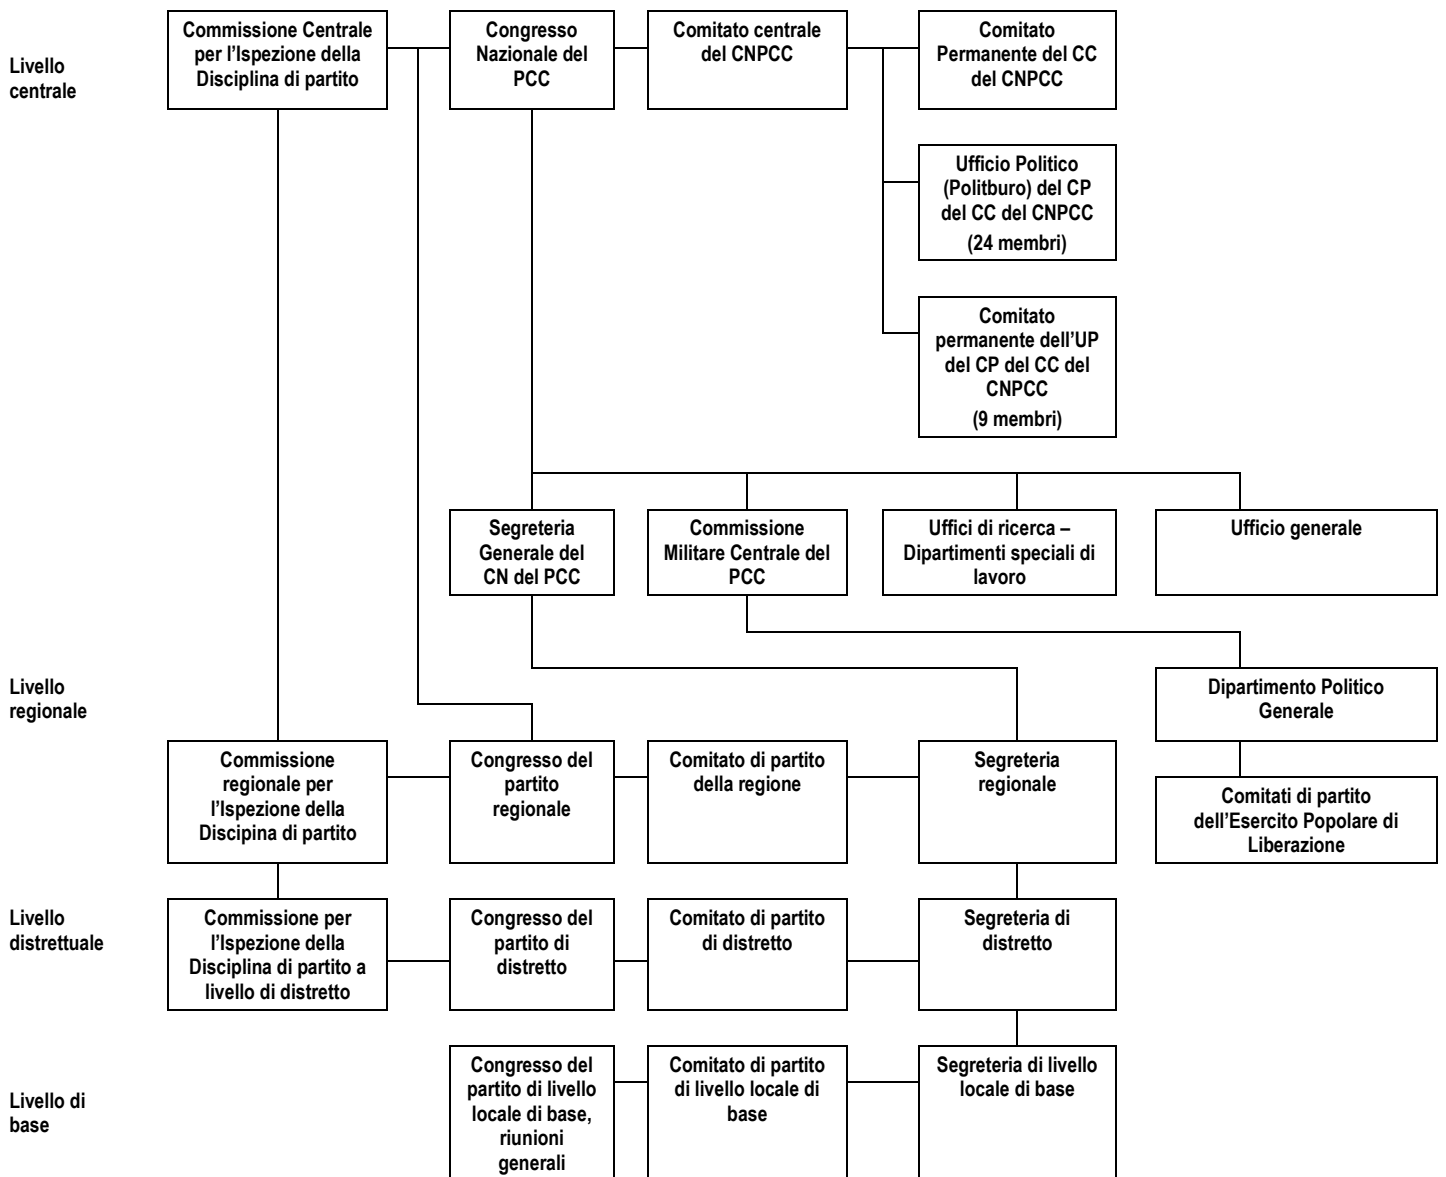 Livello
centrale
Commissione Centrale
per l'Ispezione della
Disciplina di partito
Congresso
Nazionale del
PCC
Comitato centrale
del CNPCC
Comitato
Permanente del CC
del CNPCC
Ufficio Politico
(Politburo) del CP
del CC del CNPCC
(24 membri)
Comitato
permanente dell'UP
del CP del CC del
CNPCC
(9 membri)
Segreteria
Generale del
CN del PCC
Commissione
Militare Centrale del
PCC
Uffici di ricerca –
Dipartimenti speciali di
lavoro
Ufficio generale
Livello
regionale
Dipartimento Politico
Generale
Commissione
regionale per
l'Ispezione della
Discipina di partito
Congresso del
partito
regionale
Comitato di partito
della regione
Segreteria
regionale
Comitati di partito
dell'Esercito Popolare di
Liberazione
Livello
distrettuale
Commissione per
l'Ispezione della
Disciplina di partito a
livello di distretto
Congresso del
partito di
distretto
Comitato di partito
di distretto
Segreteria di
distretto
Livello di
base
Congresso del
partito di livello
locale di base,
riunioni
generali
Comitato di partito
di livello locale di
base
Segreteria di livello
locale di base